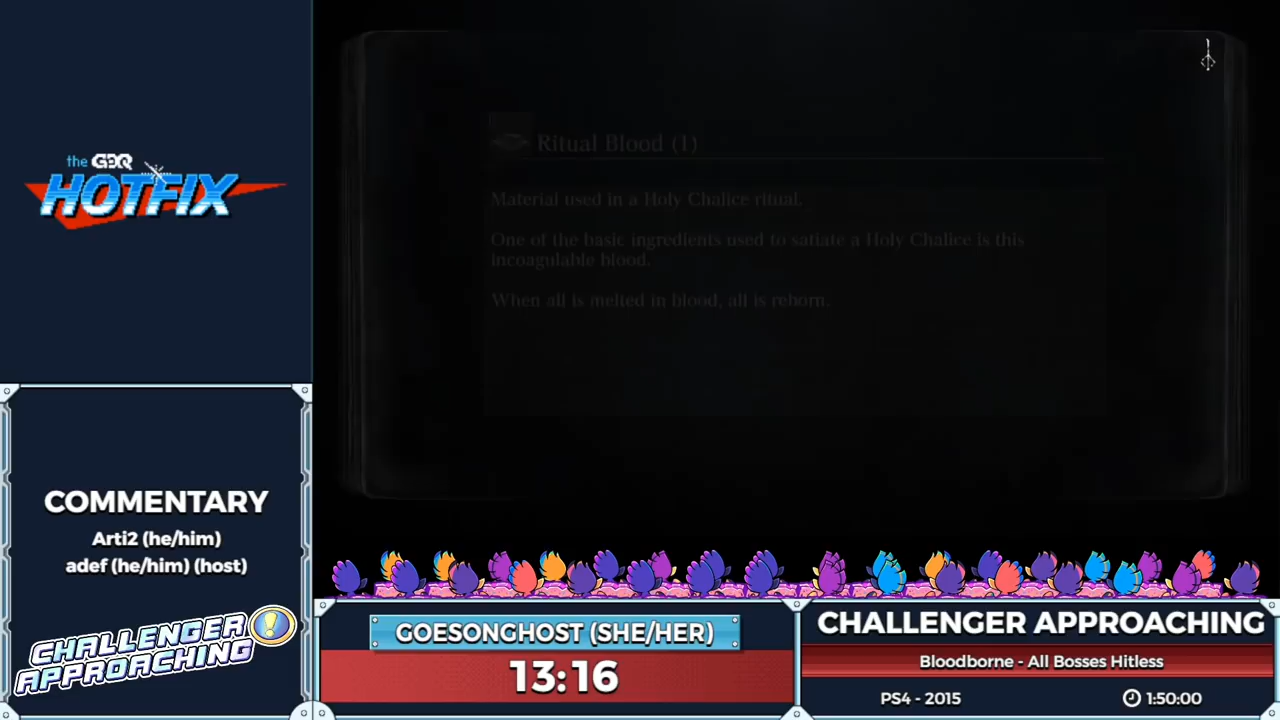 the GDQ
HOTFIX
Ritual Blood (1)
Material used in a Holy Chalice ritual.
One of the basic ingredients used to satiate a Holy Chalice is this
incoagulable blood.
When all is melted in blood, all is reborn.
COMMENTARY
Arti2 (he/him)
adef (he/him) (host)
CHALLENGER
APPROACHING
GOESONGHOST (SHE/HER)
13:16
CHALLENGER APPROACHING
Bloodborne - All Bosses Hitless
PS4 - 2015
1:50:00